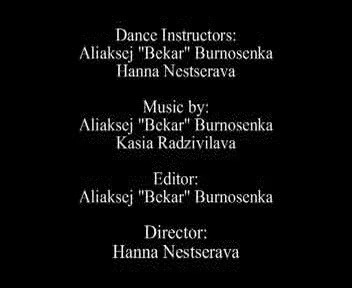 Dance Instructors:
Aliaksej "Bekar" Burnosenka
Hanna Nestserava
Music by:
Aliaksej "Bekar" Burnosenka
Kasia Radzivilava
Editor:
Aliaksej "Bekar" Burnosenka
Director:
Hanna Nestserava